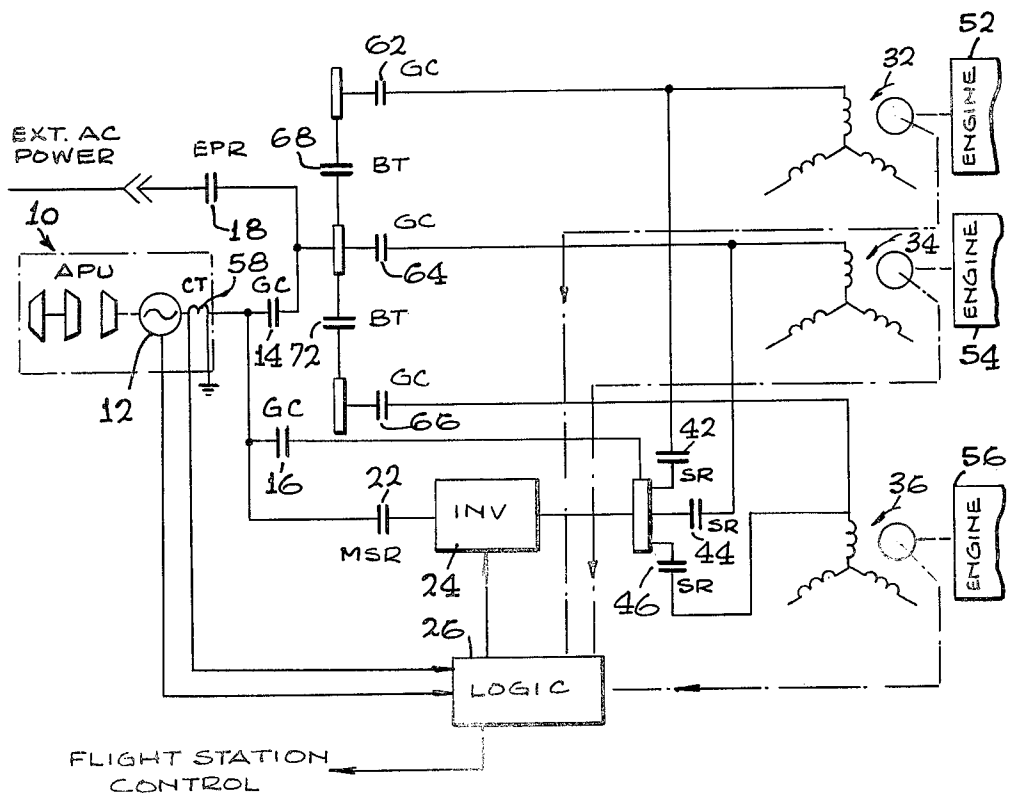 52
62
GC
32
ENGINE
EXT. AC
POWER
EPR
68
BT
18
10
GC
64
34
ENGINE
54
APU
CT
58
GC
12
14
72
BT
GC
66
GC
16
42
SR
22
INV
MSR
24
SR
44
46
SR
36
56
ENGINE
26
LOGIC
FLIGHT STATION
CONTROL